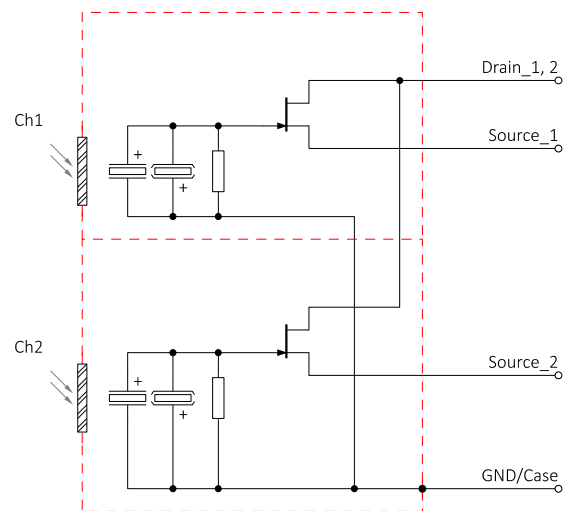 Drain_1, 2
Ch1
Source_1
+
+
Ch2
Source_2
+
+
GND/Case